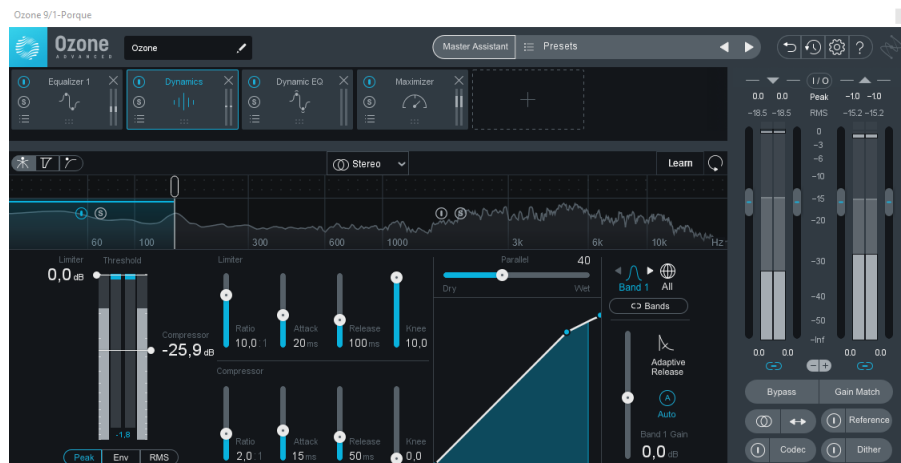 Ozone 9/1-Porque
Ozone
ADVANCED
Ozone
Master Assistant
Presets
Equalizer 1
Dynamics
Dynamic EQ
Maximizer
S
S
S
S
I/O
0.0 0.0 Peak -1.0 -1.0
-18.5 -18.5 RMS -15.2 -15.2
Stereo
Learn
S
S
60 100 300 600 1000 3k 6k 10k Hz
0
-3
-6
-10
-15
-20
-30
-40
-50
-Inf
0.0 0.0 0.0 0.0
Limiter Threshold
0,0 dB
Compressor
-25,9 dB
-1,8
Peak Env RMS
Limiter
Ratio Attack Release Knee
10,0:1 20 ms 100 ms 10,0
Compressor
Ratio Attack Release Knee
2,0:1 15 ms 50 ms 0,0
Parallel 40
Dry Wet
Band 1 All
Bands
Adaptive
Release
A
Auto
Band 1 Gain
0,0 dB
Bypass Gain Match
Reference
Codec Dither